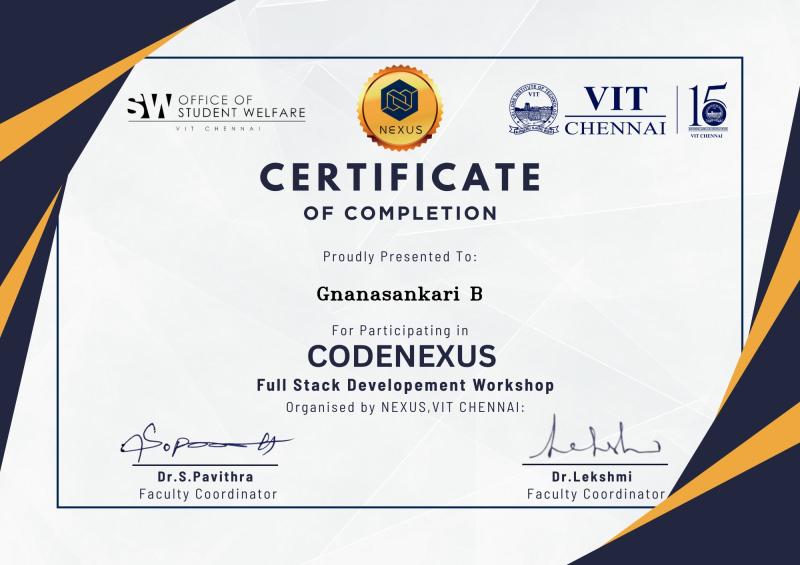 SW OFFICE OF
STUDENT WELFARE
VIT CHENNAI
NEXUS
VIT
VIT
CHENNAI
15
VIT CHENNAI
CERTIFICATE
OF COMPLETION
Proudly Presented To:
Gnanasankari B
For Participating in
CODENEXUS
Full Stack Developement Workshop
Organised by NEXUS,VIT CHENNAI:
Dr.S.Pavithra
Faculty Coordinator
Dr.Lekshmi
Faculty Coordinator